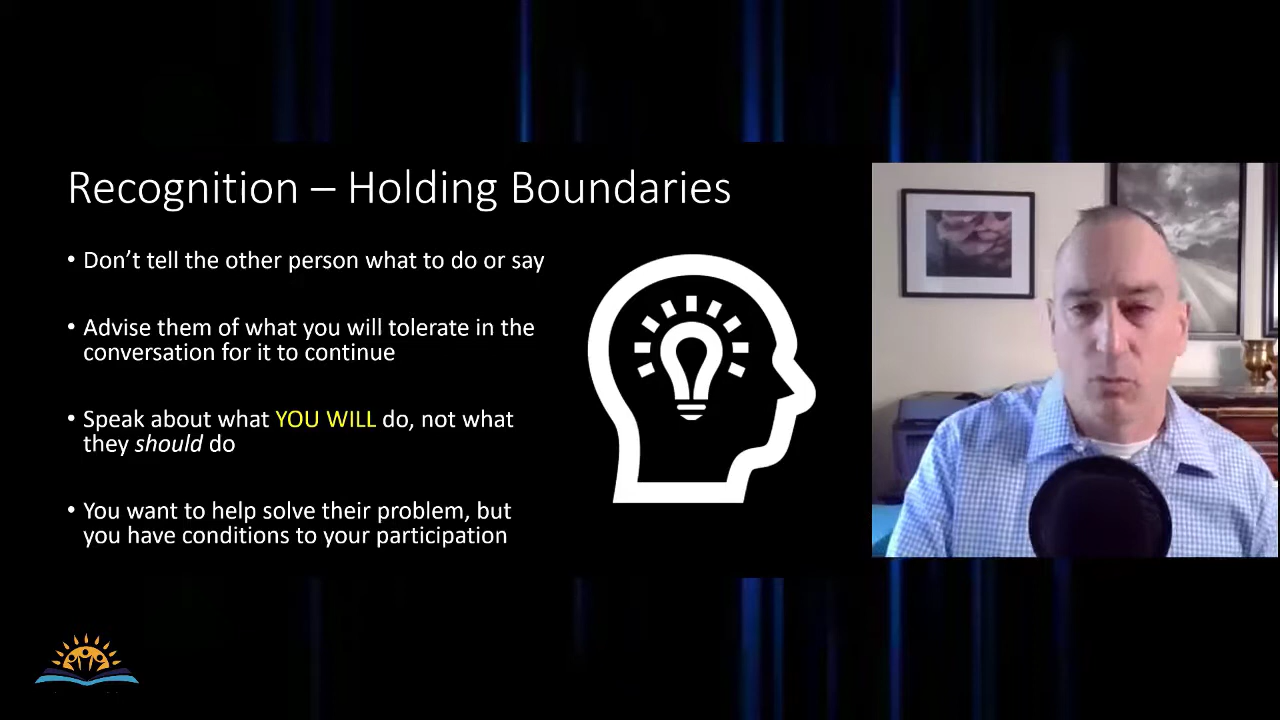 Recognition – Holding Boundaries
• Don’t tell the other person what to do or say
• Advise them of what you will tolerate in the
conversation for it to continue
• Speak about what YOU WILL do, not what
they should do
• You want to help solve their problem, but
you have conditions to your participation